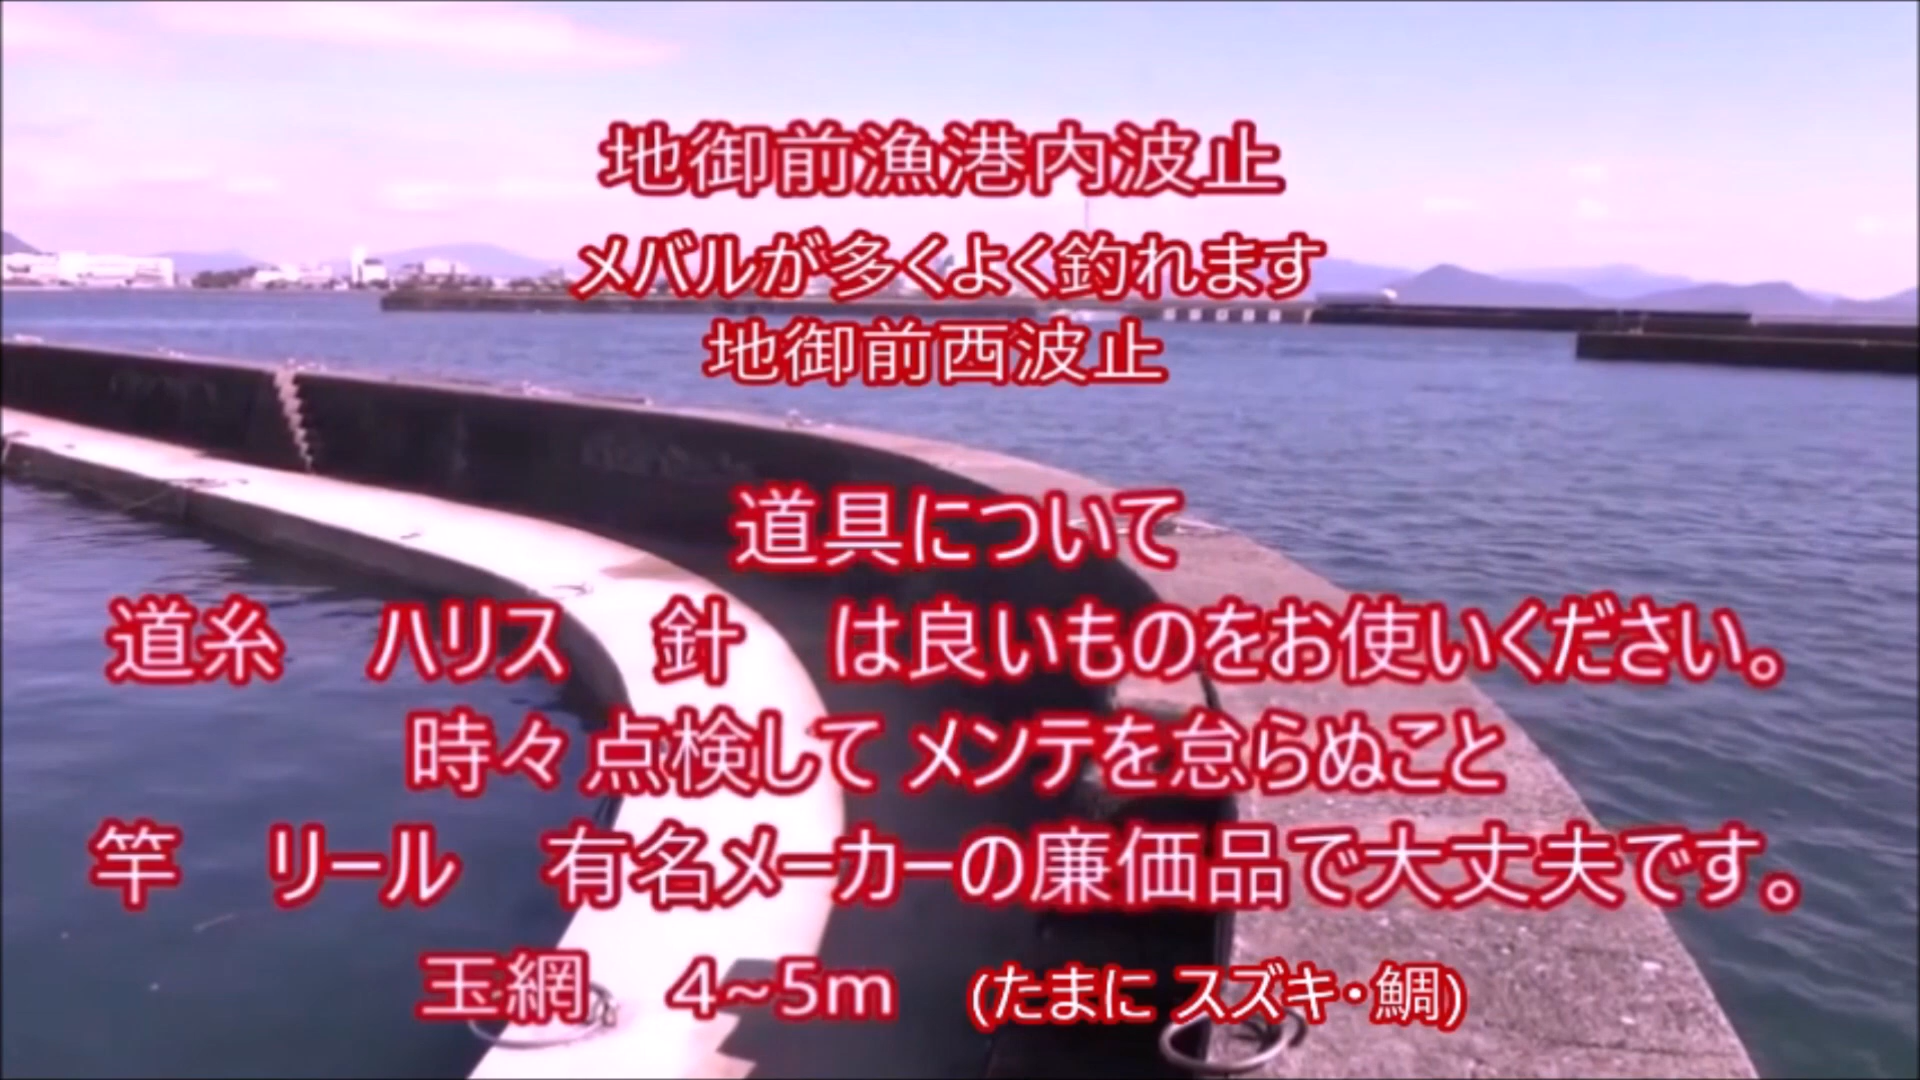 地御前漁港内波止
メバルが多くよく釣れます
地御前西波止
道具について
道糸　ハリス　針　は良いものをお使いください。
時々点検して メンテを怠らぬこと
竿　リール　有名メーカーの廉価品で大丈夫です。
玉網　4~5m　(たまに スズキ・鯛)